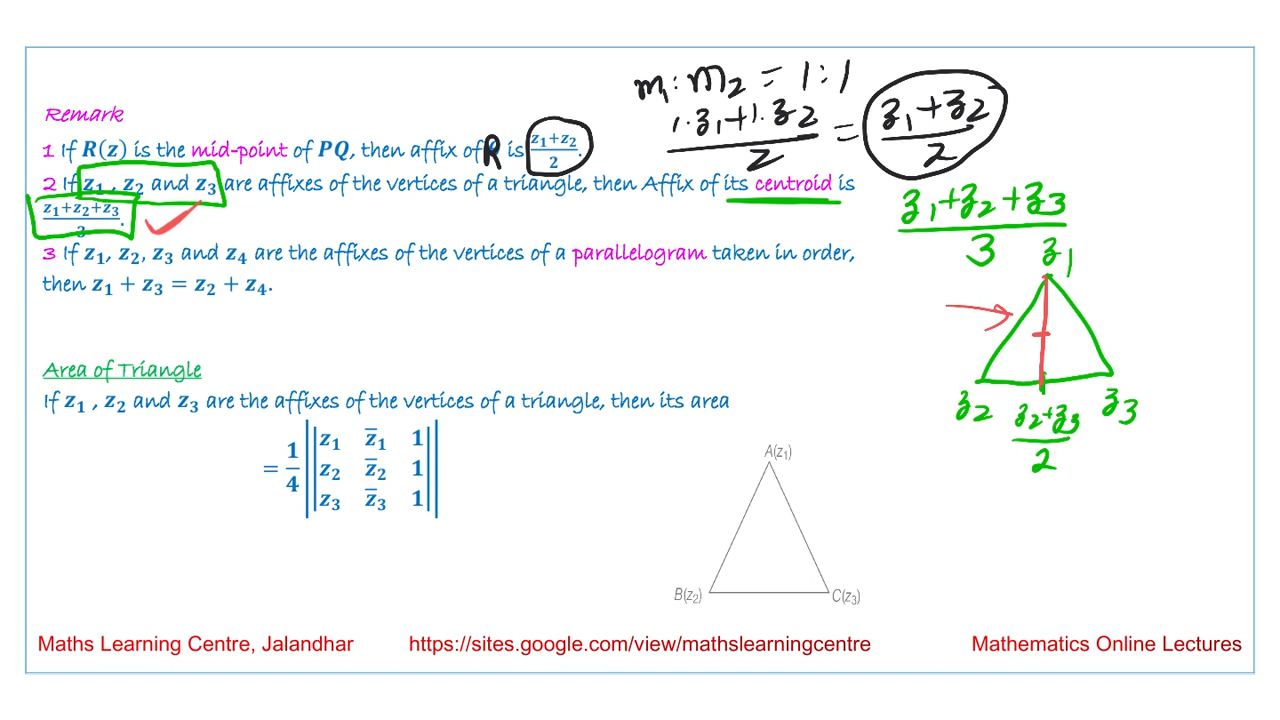 Remark
1 If R(z) is the mid-point of PQ, then affix of R is z₁+z₂/2.
2 If z₁ , z₂ and z₃ are affixes of the vertices of a triangle, then Affix of its centroid is
z₁+z₂+z₃/3.
3 If z₁, z₂, z₃ and z₄ are the affixes of the vertices of a parallelogram taken in order,
then z₁ + z₃ = z₂ + z₄.
m₁ : m₂ = 1 : 1
1·z₁+1·z₂/2 = z₁+z₂/2
z₁+z₂+z₃/3
z₁
z₂ z₂+z₃/2 z₃
Area of Triangle
If z₁ , z₂ and z₃ are the affixes of the vertices of a triangle, then its area
= 1/4 || z₁ z̄₁ 1 ||
|| z₂ z̄₂ 1 ||
|| z₃ z̄₃ 1 ||
A(z₁)
B(z₂) C(z₃)
Maths Learning Centre, Jalandhar https://sites.google.com/view/mathslearningcentre Mathematics Online Lectures